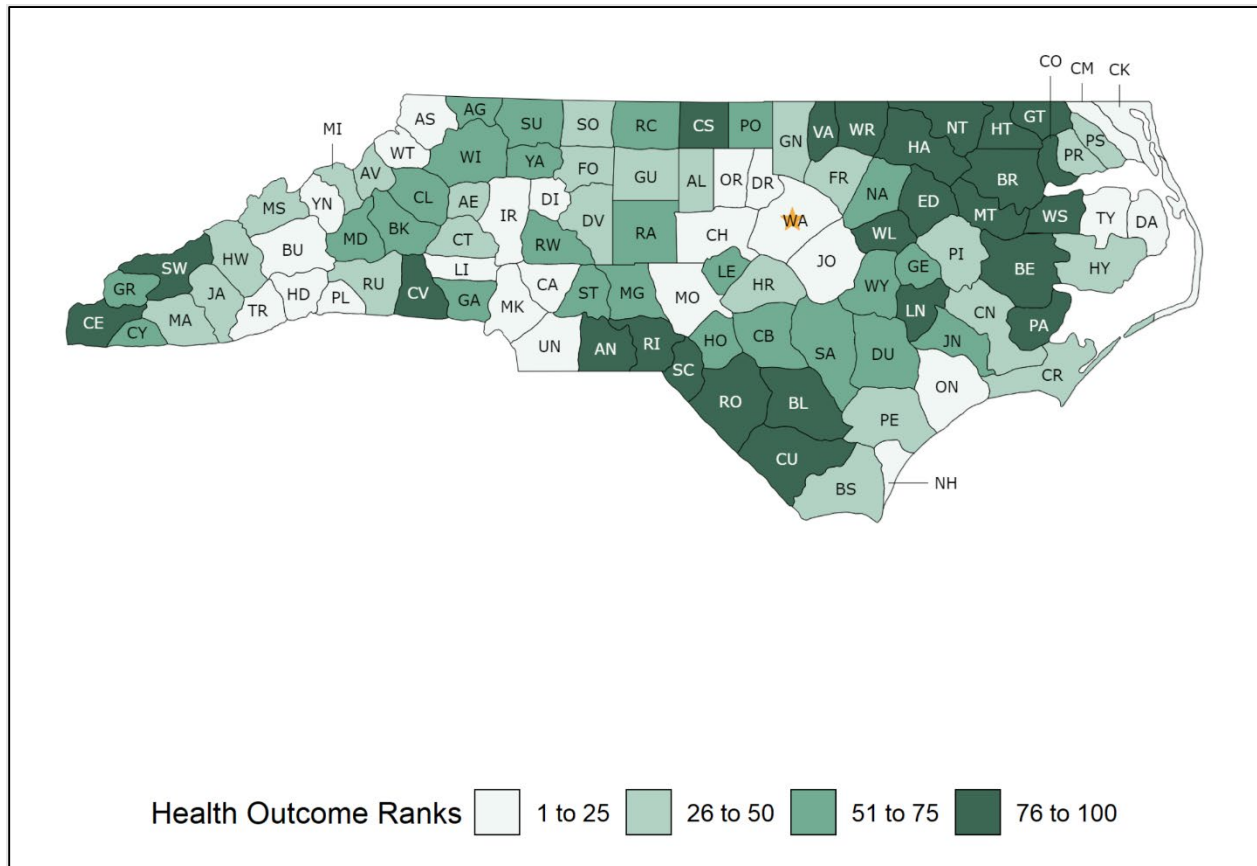 CO CM CK
AS AG SU SO RC CS PO GN VA WR NT HT GT
MI WT WI YA HA PS
AV FO GU AL OR DR FR BR PR
MS YN CL AE IR DI DV NA ED MT WS TY DA
MD BK CT RW RA CH WA WL
SW HW BU LI LE JO GE PI BE HY
GR JA RU CV GA CA ST MG MO HR WY
CE CY MA TR HD PL MK LN CN PA
UN AN RI HO CB SA DU JN
SC ON CR
RO BL PE
CU
BS NH
Health Outcome Ranks 1 to 25 26 to 50 51 to 75 76 to 100